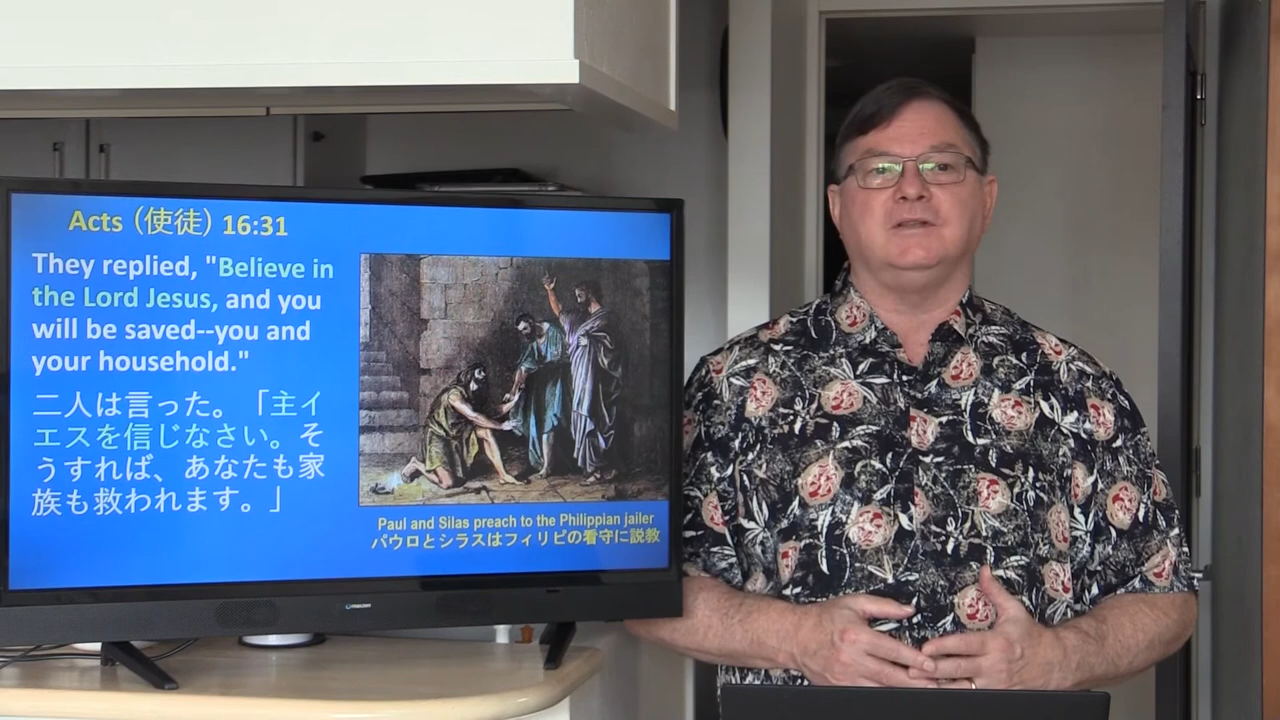 Acts (使徒) 16:31
They replied, "Believe in
the Lord Jesus, and you
will be saved--you and
your household."
二人は言った。「主イ
エスを信じなさい。そ
うすれば、あなたも家
族も救われます。」
Paul and Silas preach to the Philippian jailer
パウロとシラスはフィリピの看守に説教